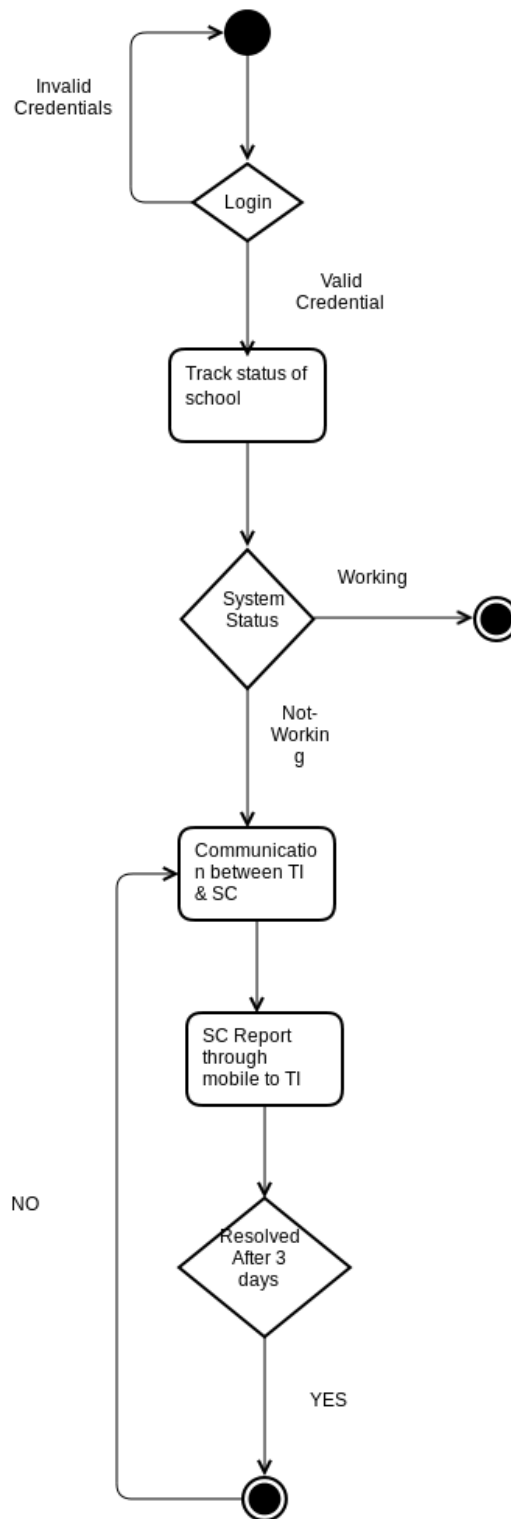 Invalid
Credentials
Login
Valid
Credential
Track status of
school
System
Status
Working
Not-
Workin
g
Communicatio
n between TI
& SC
SC Report
through
mobile to TI
NO
Resolved
After 3
days
YES